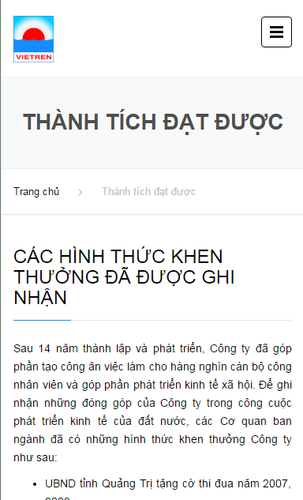 VIETREN
THÀNH TÍCH ĐẠT ĐƯỢC
Trang chủ > Thành tích đạt được
CÁC HÌNH THỨC KHEN
THƯỞNG ĐÃ ĐƯỢC GHI
NHẬN
Sau 14 năm thành lập và phát triển, Công ty đã góp
phần tạo công ăn việc làm cho hàng nghìn cán bộ công
nhân viên và góp phần phát triển kinh tế xã hội. Để ghi
nhận những đóng góp của Công ty trong công cuộc
phát triển kinh tế của đất nước, các Cơ quan ban
ngành đã có những hình thức khen thưởng Công ty
như sau:
• UBND tỉnh Quảng Trị tặng cờ thi đua năm 2007,